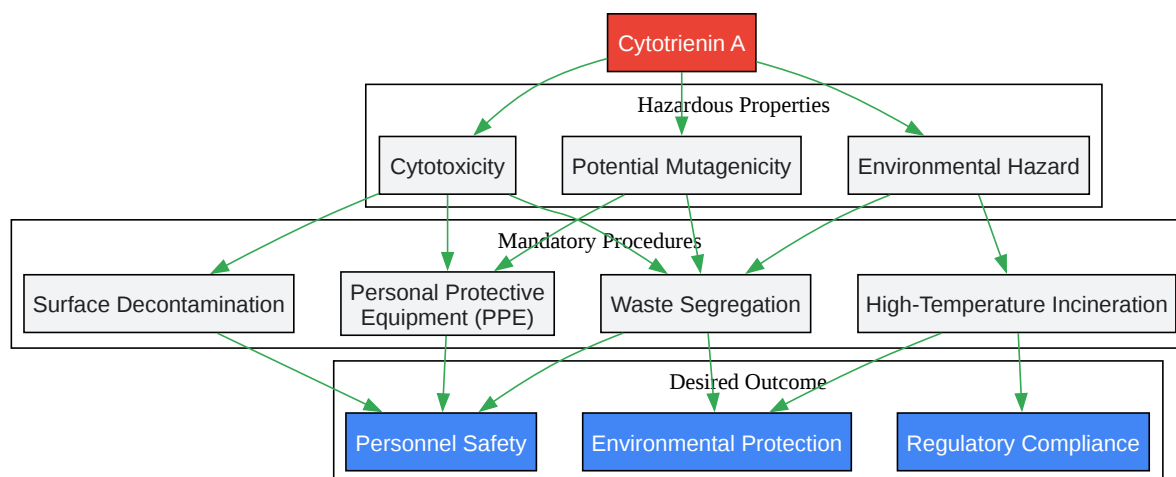 Cytotrienin A
Hazardous Properties
Cytotoxicity
Potential Mutagenicity
Environmental Hazard
Mandatory Procedures
Surface Decontamination
Personal Protective
Equipment (PPE)
Waste Segregation
High-Temperature Incineration
Desired Outcome
Personnel Safety
Environmental Protection
Regulatory Compliance